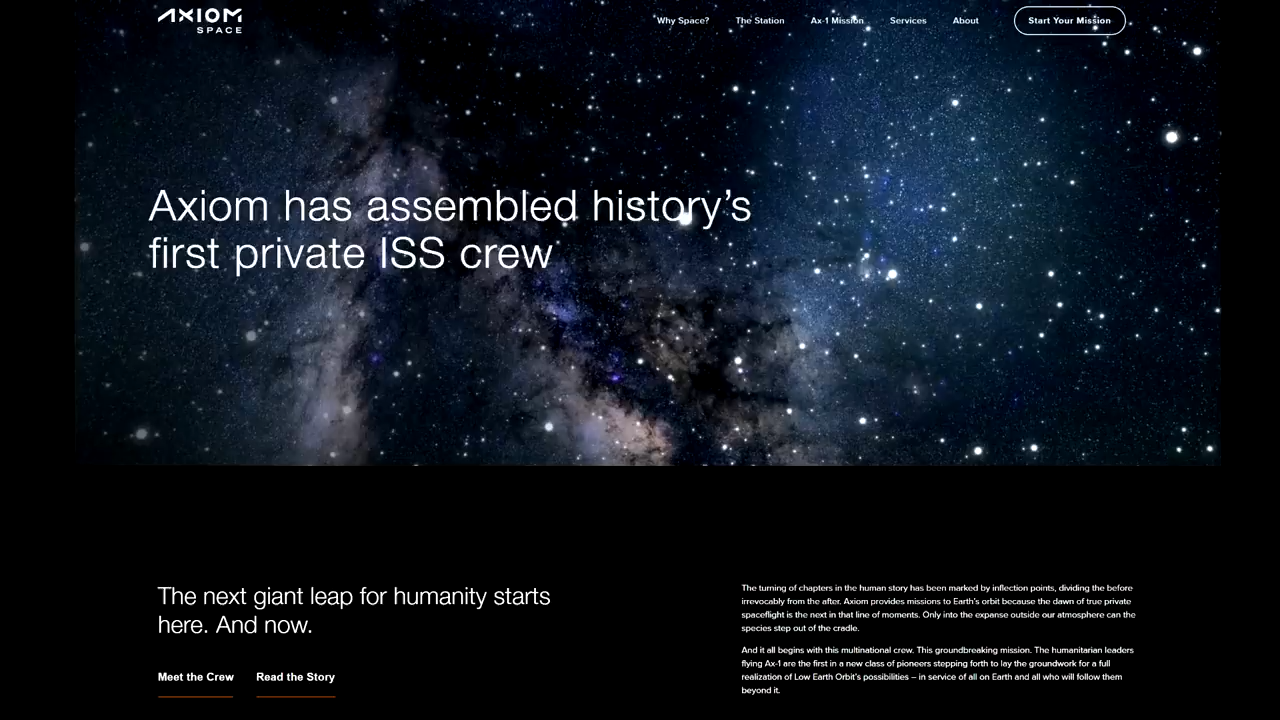 AXIOM
SPACE
Why Space?
The Station
Ax-1 Mission
Services
About
Start Your Mission
Axiom has assembled history's
first private ISS crew
The next giant leap for humanity starts
here. And now.
Meet the Crew
Read the Story
The turning of chapters in the human story has been marked by inflection points, dividing the before
irrevocably from the after. Axiom provides missions to Earth's orbit because the dawn of true private
spaceflight is the next in that line of moments. Only into the expanse outside our atmosphere can the
species step out of the cradle.
And it all begins with this multinational crew. This groundbreaking mission. The humanitarian leaders
flying Ax-1 are the first in a new class of pioneers stepping forth to lay the groundwork for a full
realization of Low Earth Orbit's possibilities – in service of all on Earth and all who will follow them
beyond it.